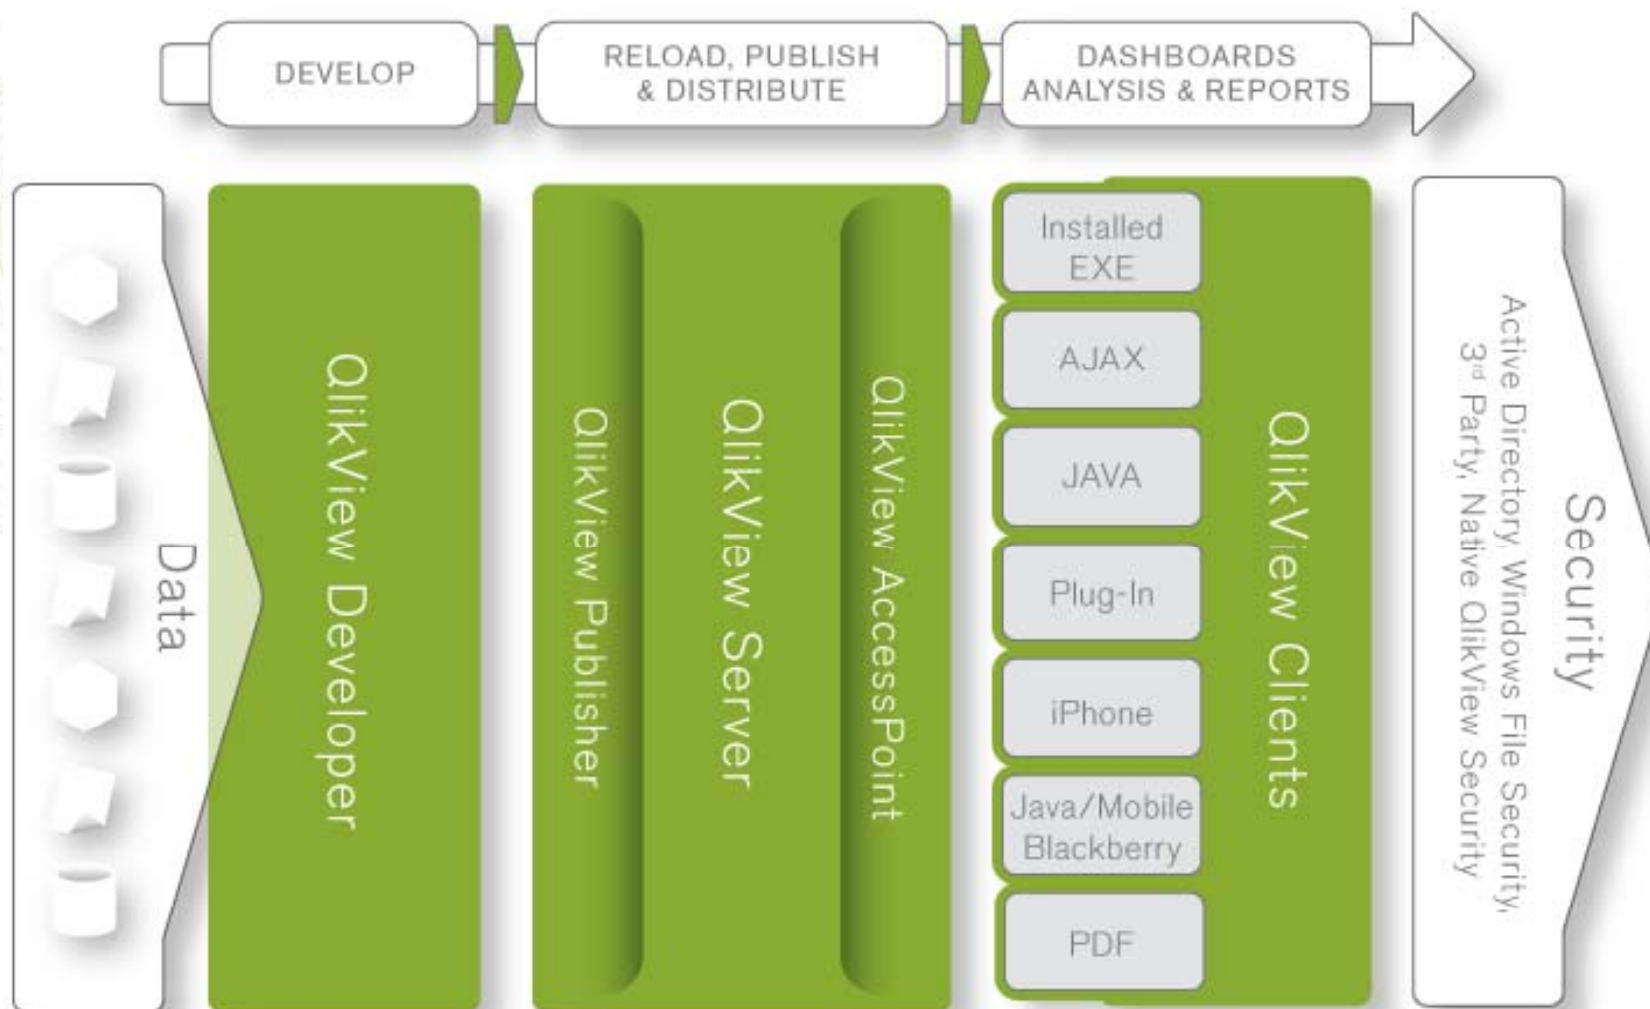 DEVELOP
RELOAD, PUBLISH
& DISTRIBUTE
DASHBOARDS
ANALYSIS & REPORTS
Data
QlikView Developer
QlikView Publisher
QlikView Server
QlikView AccessPoint
Installed
EXE
AJAX
JAVA
Plug-In
iPhone
Java/Mobile
Blackberry
PDF
QlikView Clients
Security
Active Directory, Windows File Security,
3rd Party, Native QlikView Security